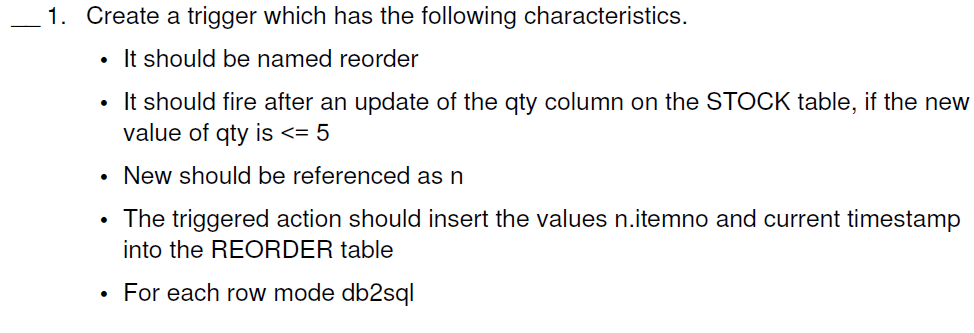 __ 1. Create a trigger which has the following characteristics.
• It should be named reorder
• It should fire after an update of the qty column on the STOCK table, if the new
value of qty is <= 5
• New should be referenced as n
• The triggered action should insert the values n.itemno and current timestamp
into the REORDER table
• For each row mode db2sql